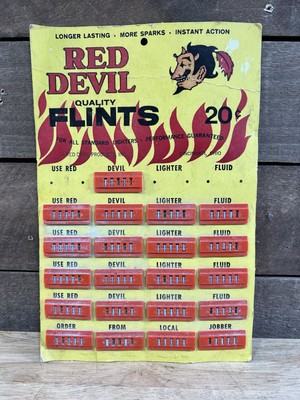 LONGER LASTING · MORE SPARKS · INSTANT ACTION
RED
DEVIL
QUALITY
FLINTS 20¢
FOR ALL STANDARD LIGHTERS - PERFORMANCE GUARANTEED
USE RED DEVIL LIGHTER FLUID
USE RED DEVIL LIGHTER FLUID
USE RED DEVIL LIGHTER FLUID
USE RED DEVIL LIGHTER FLUID
USE RED DEVIL LIGHTER FLUID
ORDER FROM LOCAL JOBBER